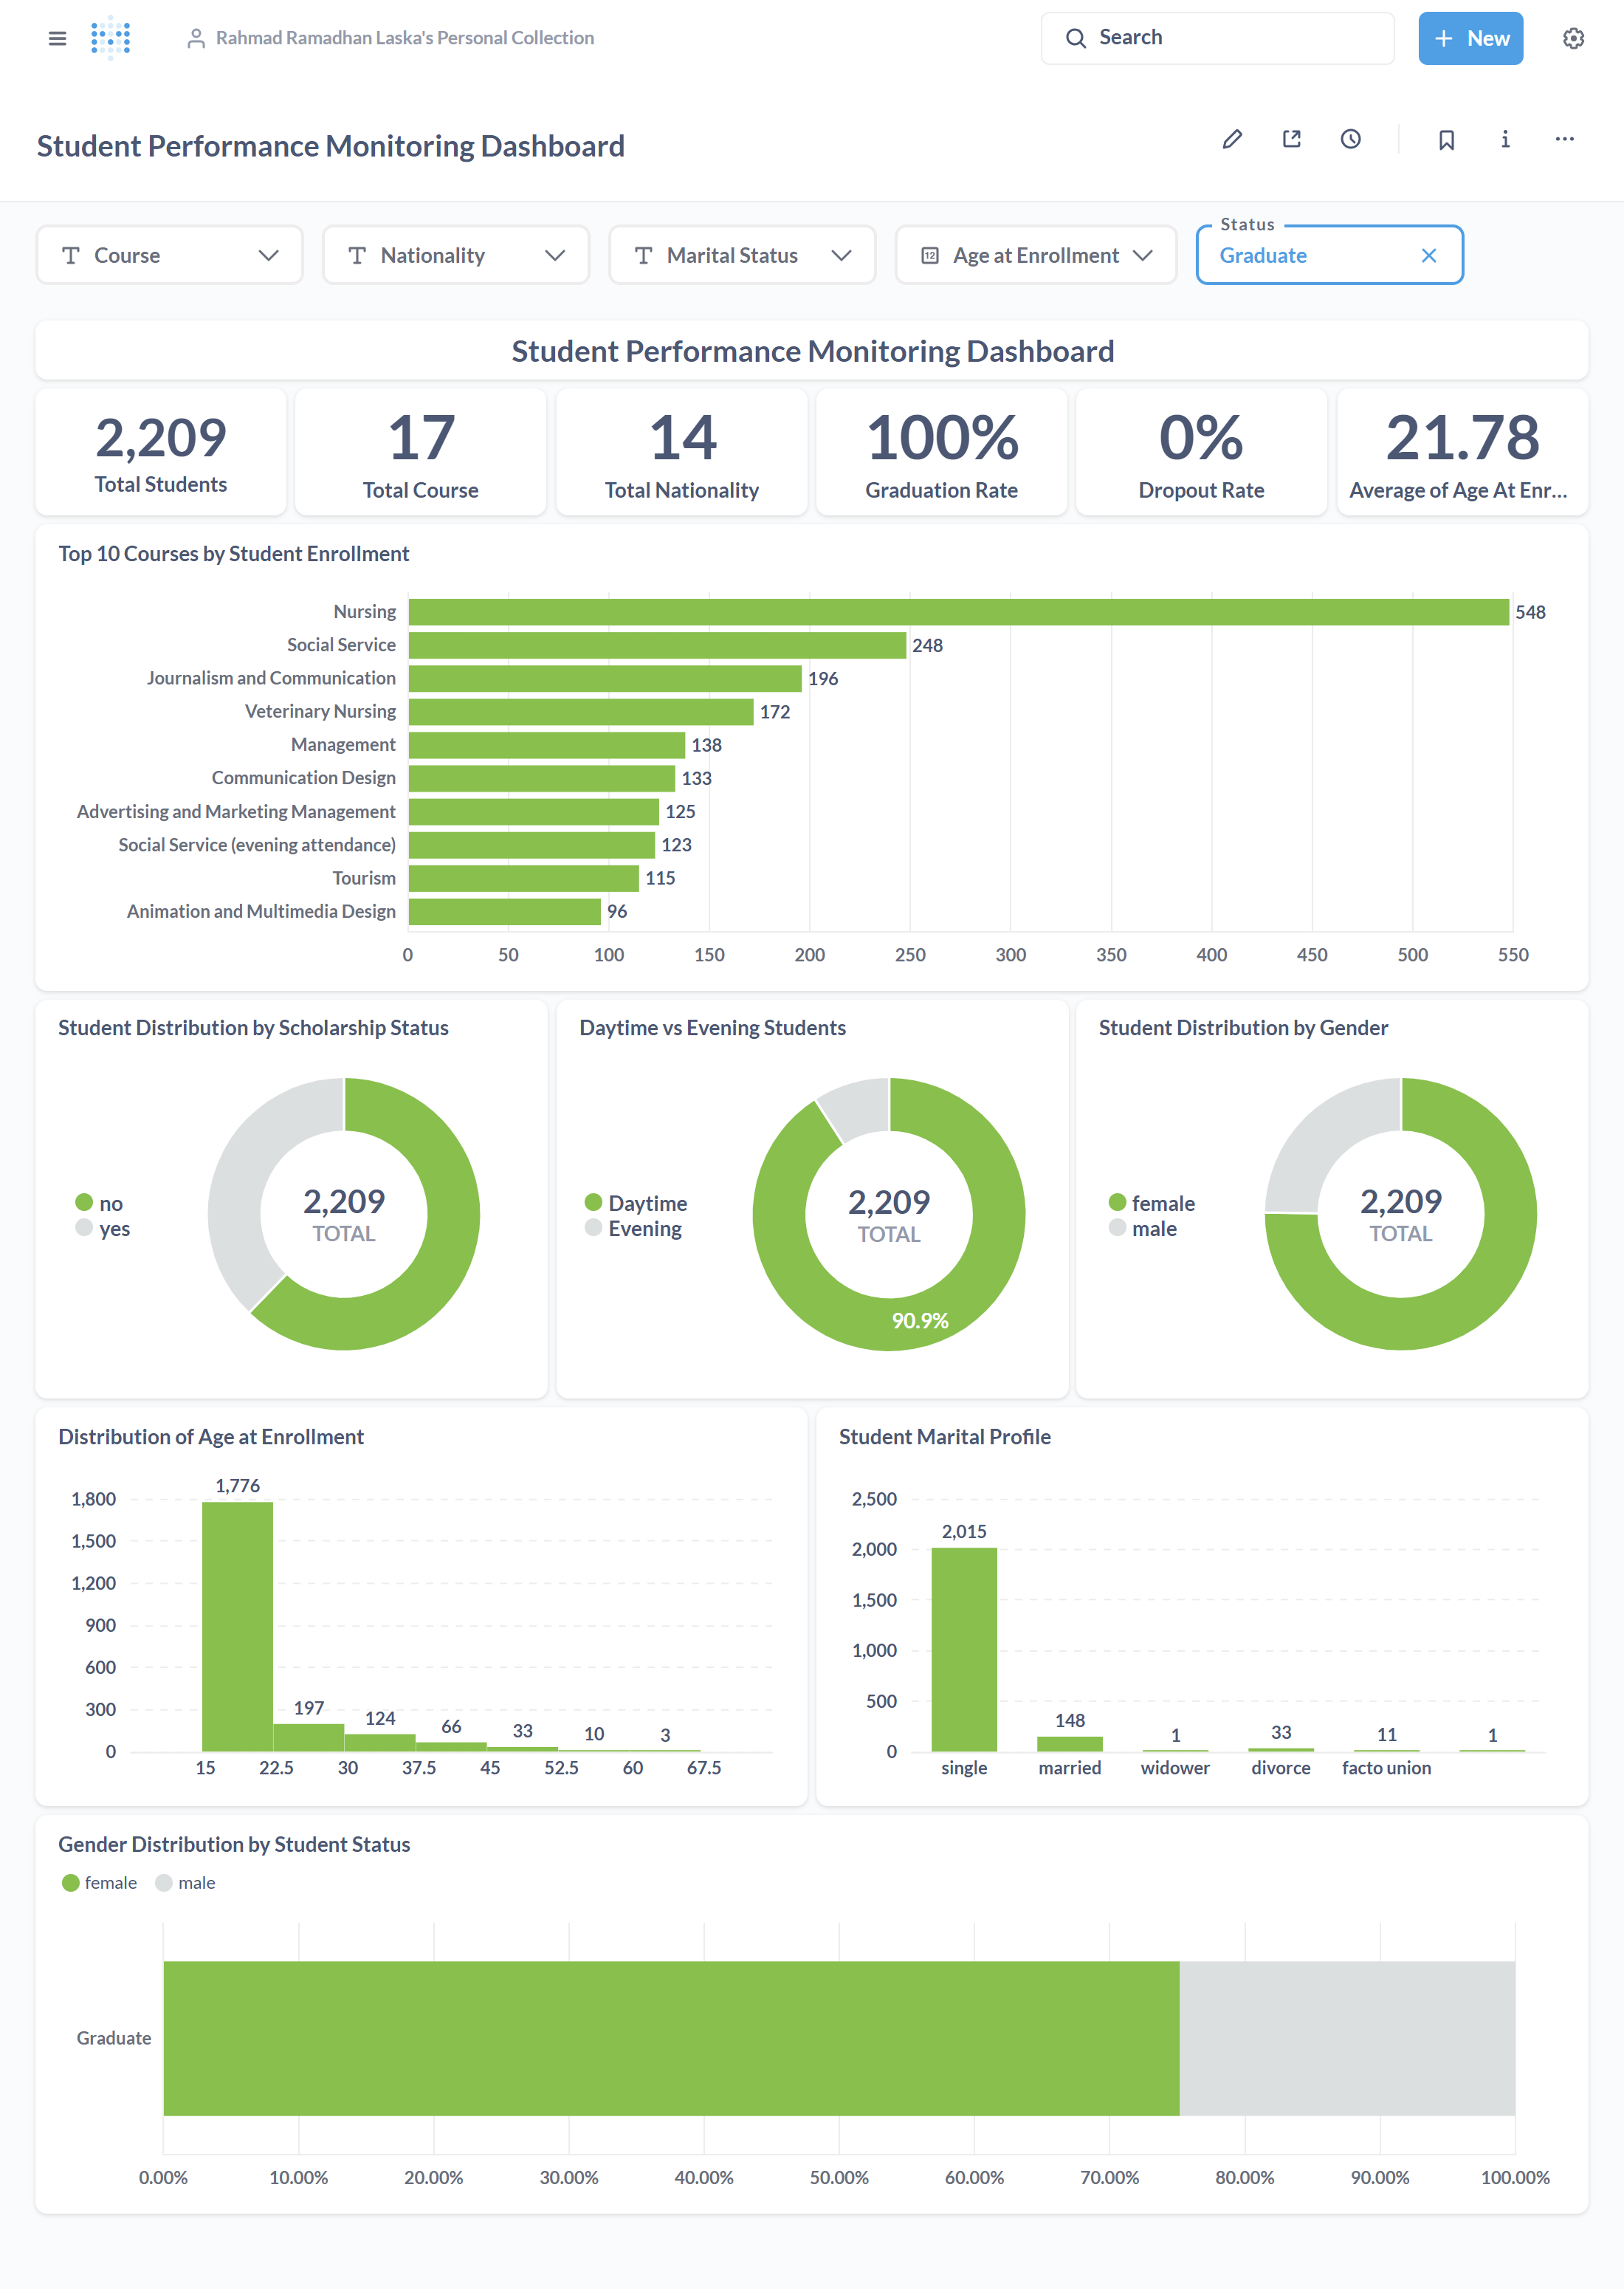 Rahmad Ramadhan Laska's Personal Collection
Search
New
Student Performance Monitoring Dashboard
Course
Nationality
Marital Status
12
Age at Enrollment
Status
Graduate
Student Performance Monitoring Dashboard
2,209
Total Students
17
Total Course
14
Total Nationality
100%
Graduation Rate
0%
Dropout Rate
21.78
Average of Age At Enr...
Top 10 Courses by Student Enrollment
Nursing 548
Social Service 248
Journalism and Communication 196
Veterinary Nursing 172
Management 138
Communication Design 133
Advertising and Marketing Management 125
Social Service (evening attendance) 123
Tourism 115
Animation and Multimedia Design 96
0 50 100 150 200 250 300 350 400 450 500 550
Student Distribution by Scholarship Status
no
yes
2,209
TOTAL
Daytime vs Evening Students
Daytime
Evening
2,209
TOTAL
90.9%
Student Distribution by Gender
female
male
2,209
TOTAL
Distribution of Age at Enrollment
1,800
1,500
1,200
900
600
300
0
1,776 197 124 66 33 10 3
15 22.5 30 37.5 45 52.5 60 67.5
Student Marital Profile
2,500
2,000
1,500
1,000
500
0
2,015 148 1 33 11 1
single married widower divorce facto union
Gender Distribution by Student Status
female male
Graduate
0.00% 10.00% 20.00% 30.00% 40.00% 50.00% 60.00% 70.00% 80.00% 90.00% 100.00%